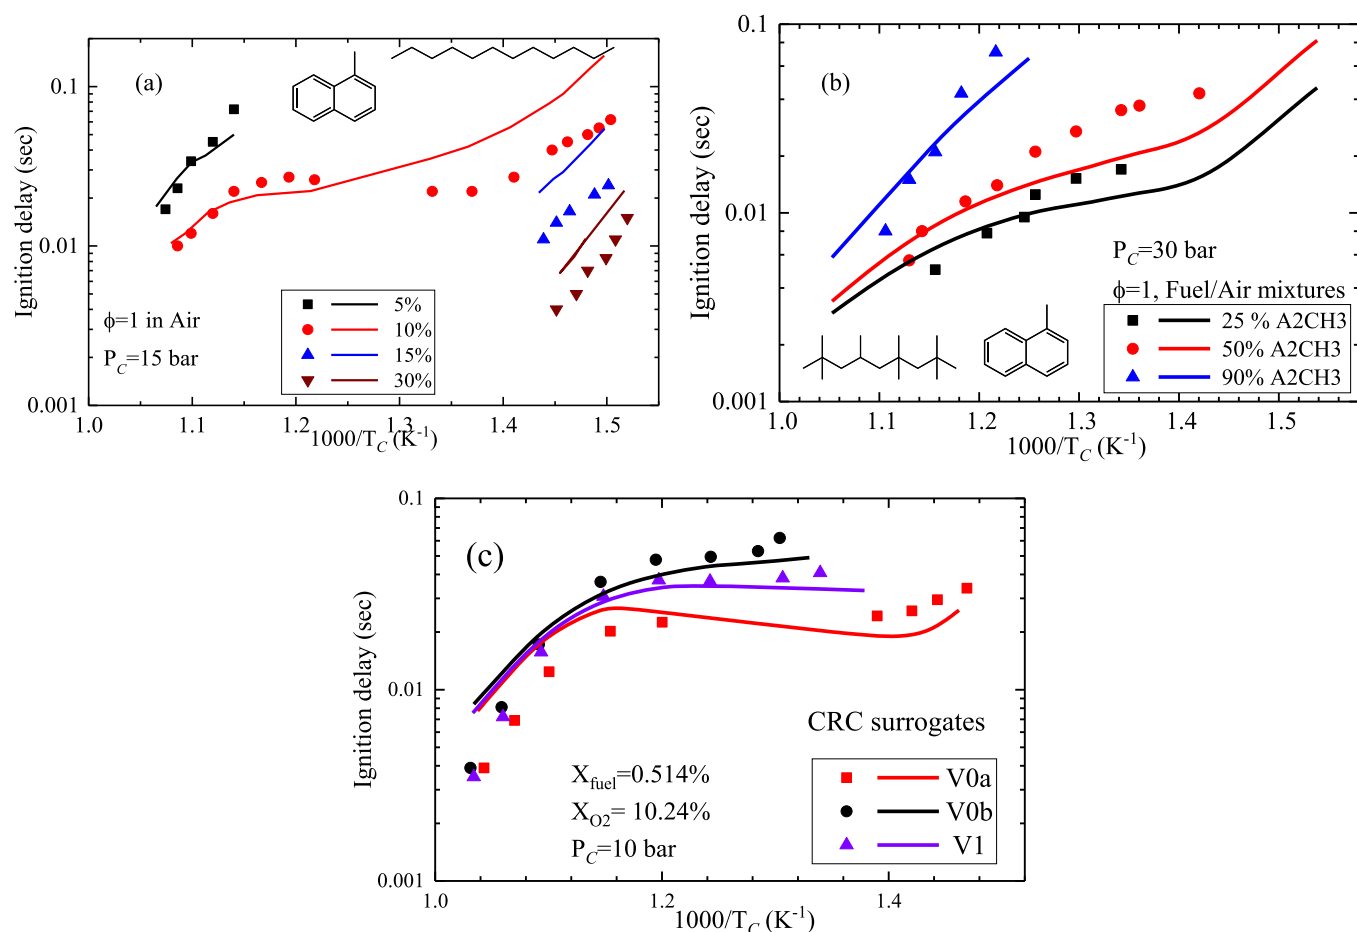 (a)
0.1
0.01
0.001
Ignition delay (sec)
ϕ=1 in Air
P_C=15 bar
5%
10%
15%
30%
1.0 1.1 1.2 1.3 1.4 1.5
1000/T_C (K⁻¹)
(b)
0.1
0.01
0.001
Ignition delay (sec)
P_C=30 bar
ϕ=1, Fuel/Air mixtures
25 % A2CH3
50% A2CH3
90% A2CH3
1.0 1.1 1.2 1.3 1.4 1.5
1000/T_C (K⁻¹)
(c)
0.1
0.01
0.001
Ignition delay (sec)
CRC surrogates
X_fuel=0.514%
X_O2= 10.24%
P_C=10 bar
V0a
V0b
V1
1.0 1.2 1.4
1000/T_C (K⁻¹)